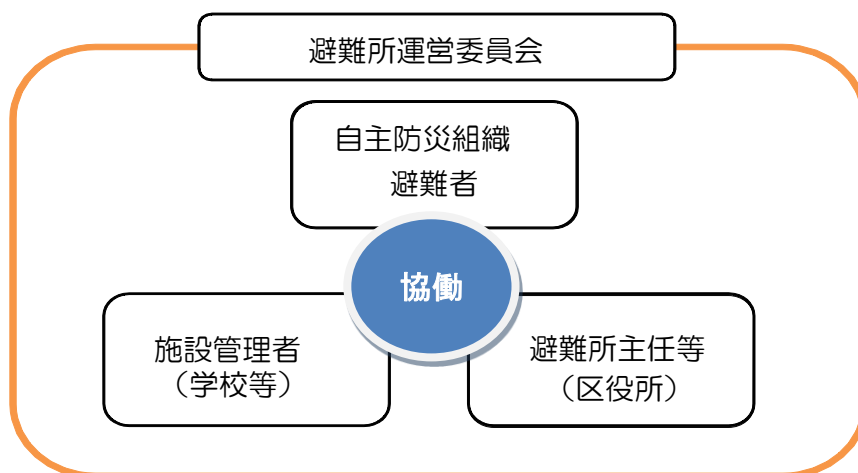 避難所運営委員会
自主防災組織
避難者
協働
施設管理者
（学校等）
避難所主任等
（区役所）